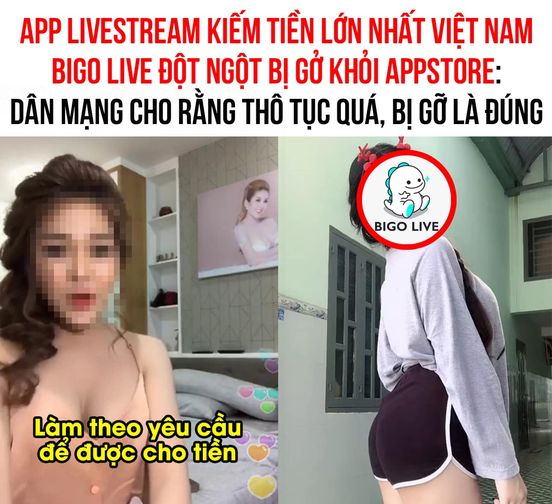 APP LIVESTREAM KIẾM TIỀN LỚN NHẤT VIỆT NAM
BIGO LIVE ĐỘT NGỘT BỊ GỞ KHỎI APPSTORE:
DÂN MẠNG CHO RẰNG THÔ TỤC QUÁ, BỊ GỠ LÀ ĐÚNG
BIGO LIVE
Làm theo yêu cầu
để được cho tiền